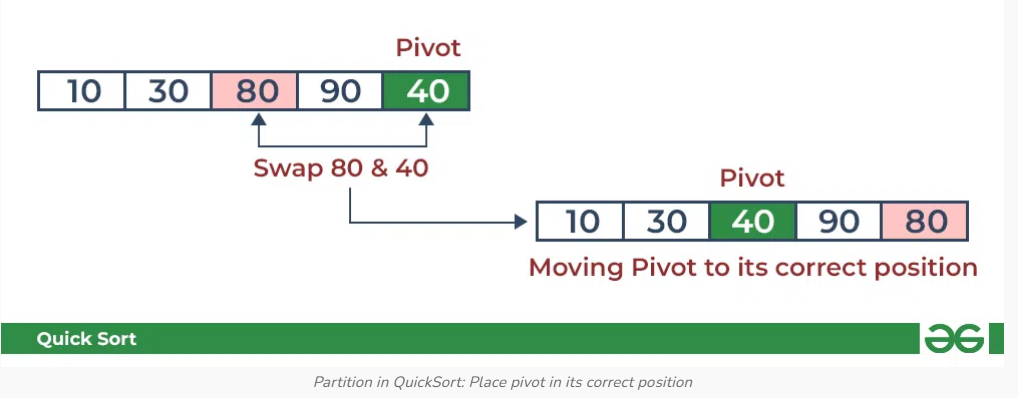 Pivot
10 30 80 90 40
Swap 80 & 40
Pivot
10 30 40 90 80
Moving Pivot to its correct position
Quick Sort
Partition in QuickSort: Place pivot in its correct position